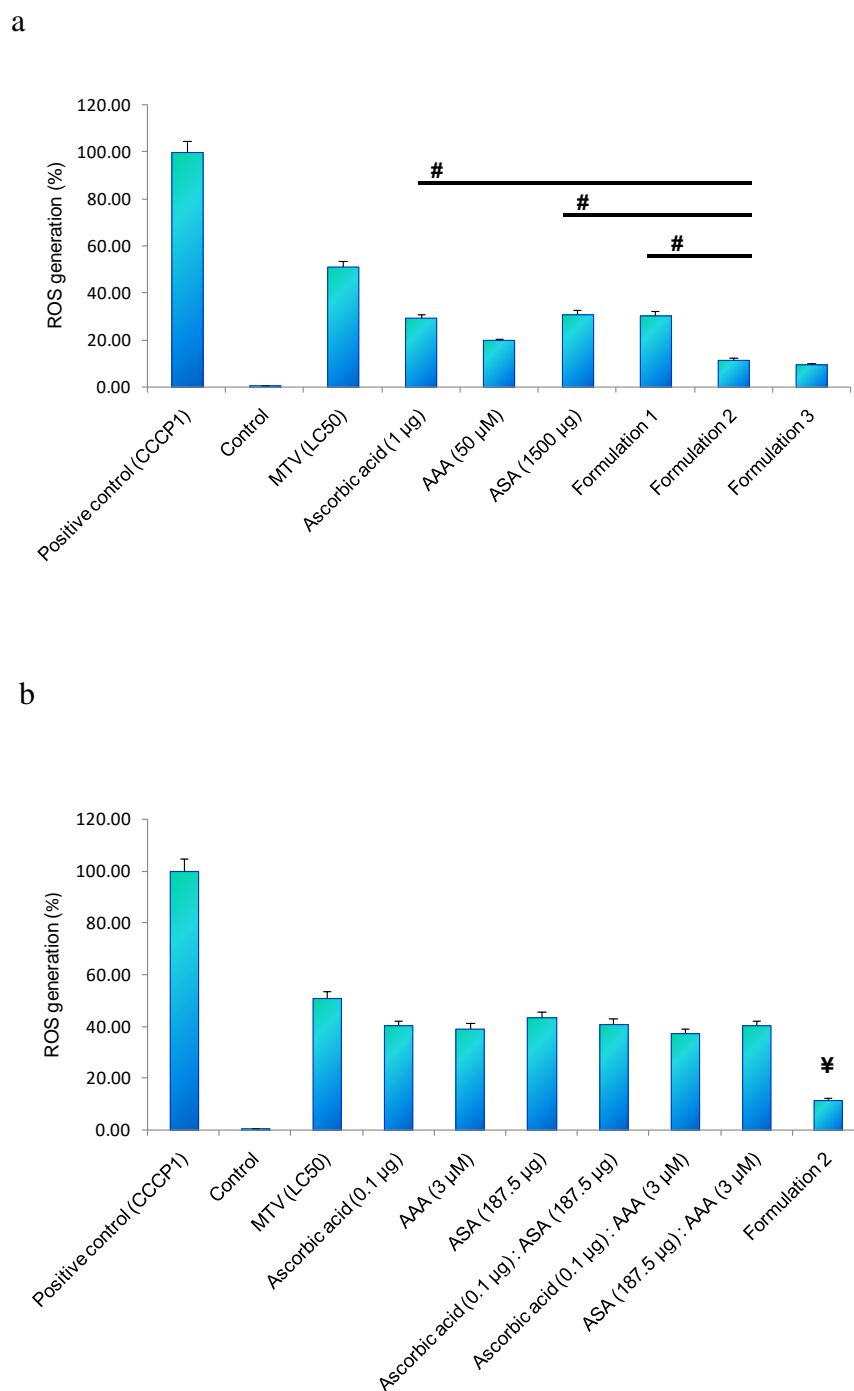 a
120.00
100.00
80.00
60.00
40.00
20.00
0.00
ROS generation (%)
#
#
#
Positive control (CCCP1)
Control
MTV (LC50)
Ascorbic acid (1 µg)
AAA (50 µM)
ASA (1500 µg)
Formulation 1
Formulation 2
Formulation 3
b
120.00
100.00
80.00
60.00
40.00
20.00
0.00
ROS generation (%)
¥
Positive control (CCCP1)
Control
MTV (LC50)
Ascorbic acid (0.1 µg)
AAA (3 µM)
ASA (187.5 µg)
Ascorbic acid (0.1 µg) : ASA (187.5 µg)
Ascorbic acid (0.1 µg) : AAA (3 µM)
ASA (187.5 µg) : AAA (3 µM)
Formulation 2